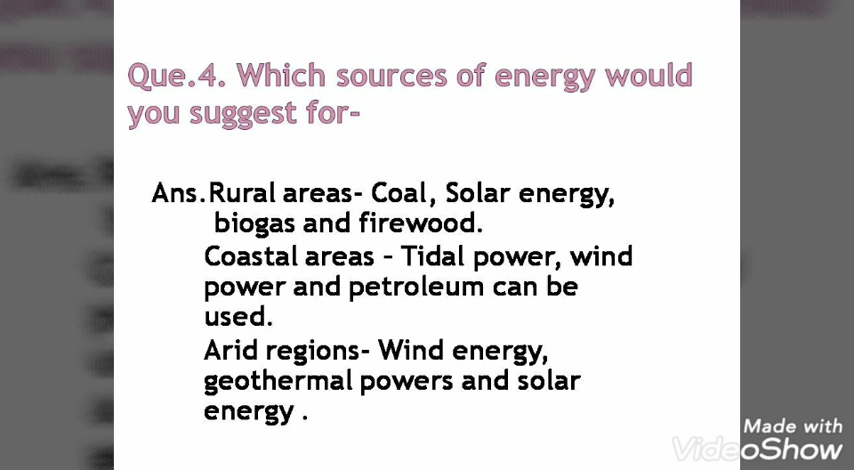 Que.4. Which sources of energy would
you suggest for-
Ans.Rural areas- Coal, Solar energy,
biogas and firewood.
Coastal areas – Tidal power, wind
power and petroleum can be
used.
Arid regions- Wind energy,
geothermal powers and solar
energy .
Made with
VideoShow